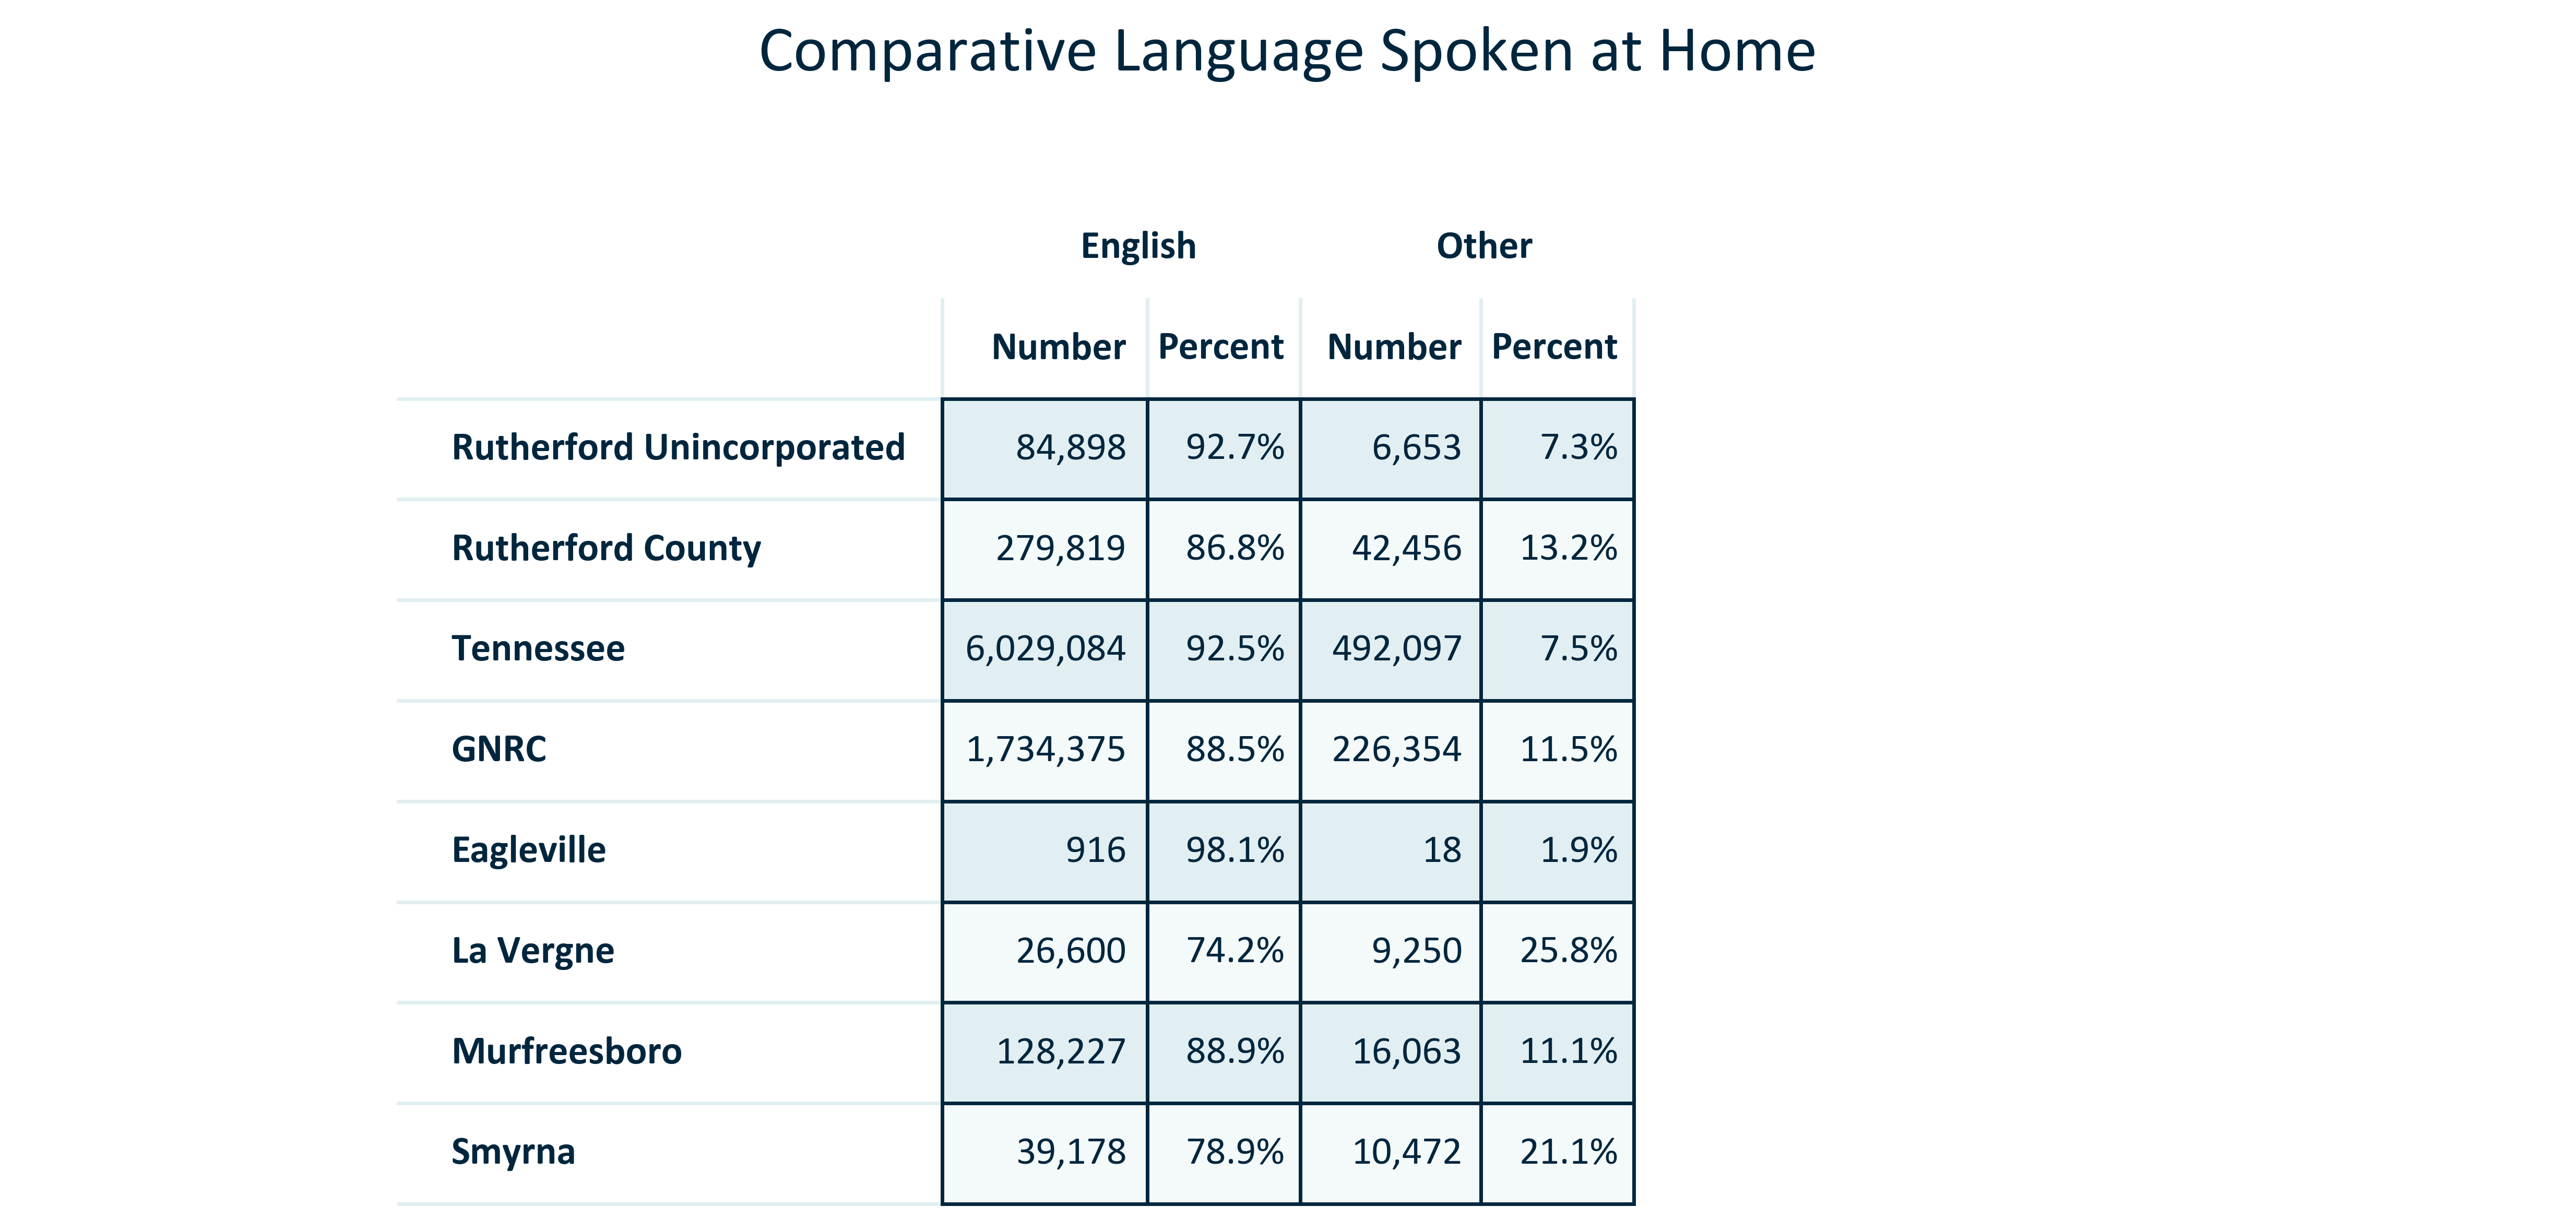 Comparative Language Spoken at Home
English Other
Number Percent Number Percent
Rutherford Unincorporated 84,898 92.7% 6,653 7.3%
Rutherford County 279,819 86.8% 42,456 13.2%
Tennessee 6,029,084 92.5% 492,097 7.5%
GNRC 1,734,375 88.5% 226,354 11.5%
Eagleville 916 98.1% 18 1.9%
La Vergne 26,600 74.2% 9,250 25.8%
Murfreesboro 128,227 88.9% 16,063 11.1%
Smyrna 39,178 78.9% 10,472 21.1%